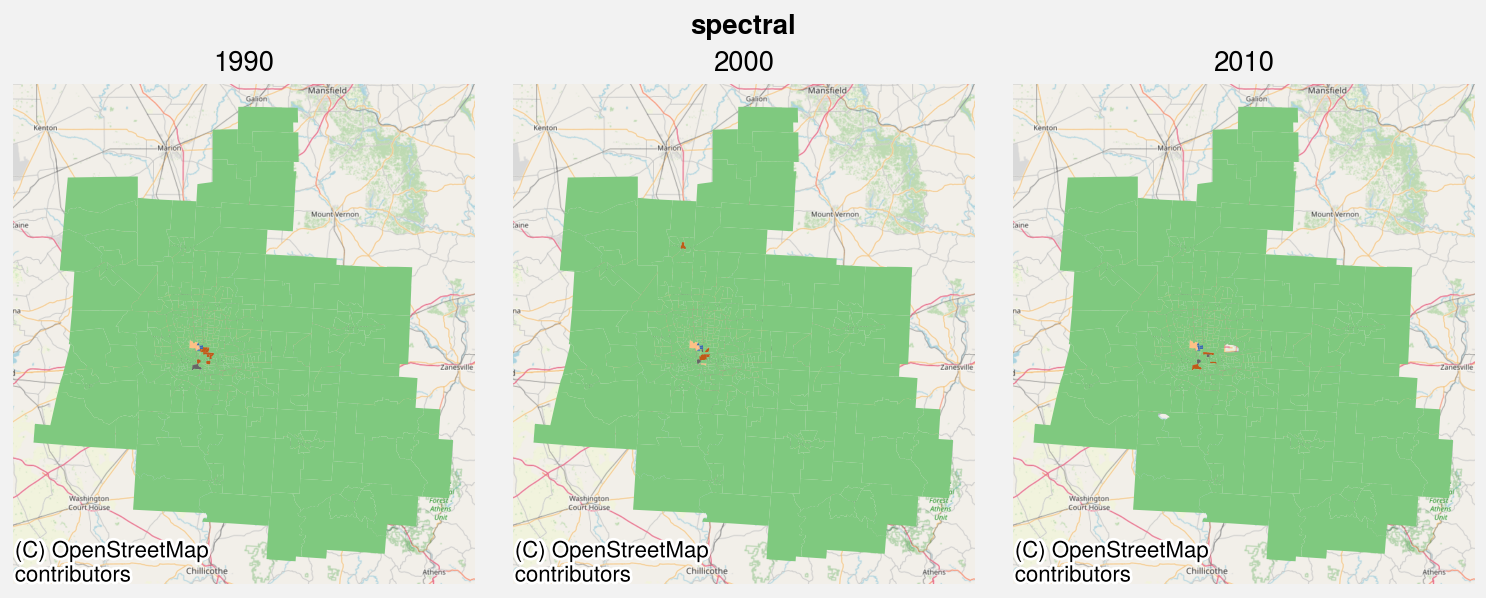 spectral
1990
2000
2010
Galion
Mansfield
Kenton
Marion
Mount Vernon
Zanesville
Washington
Court House
Forest
Athens
Unit
(C) OpenStreetMap
contributors
Chillicothe
Athens
Galion
Mansfield
Kenton
Marion
Mount Vernon
Zanesville
Washington
Court House
Forest
Athens
Unit
(C) OpenStreetMap
contributors
Chillicothe
Athens
Galion
Mansfield
Kenton
Marion
Mount Vernon
Zanesville
Washington
Court House
Forest
Athens
Unit
(C) OpenStreetMap
contributors
Chillicothe
Athens